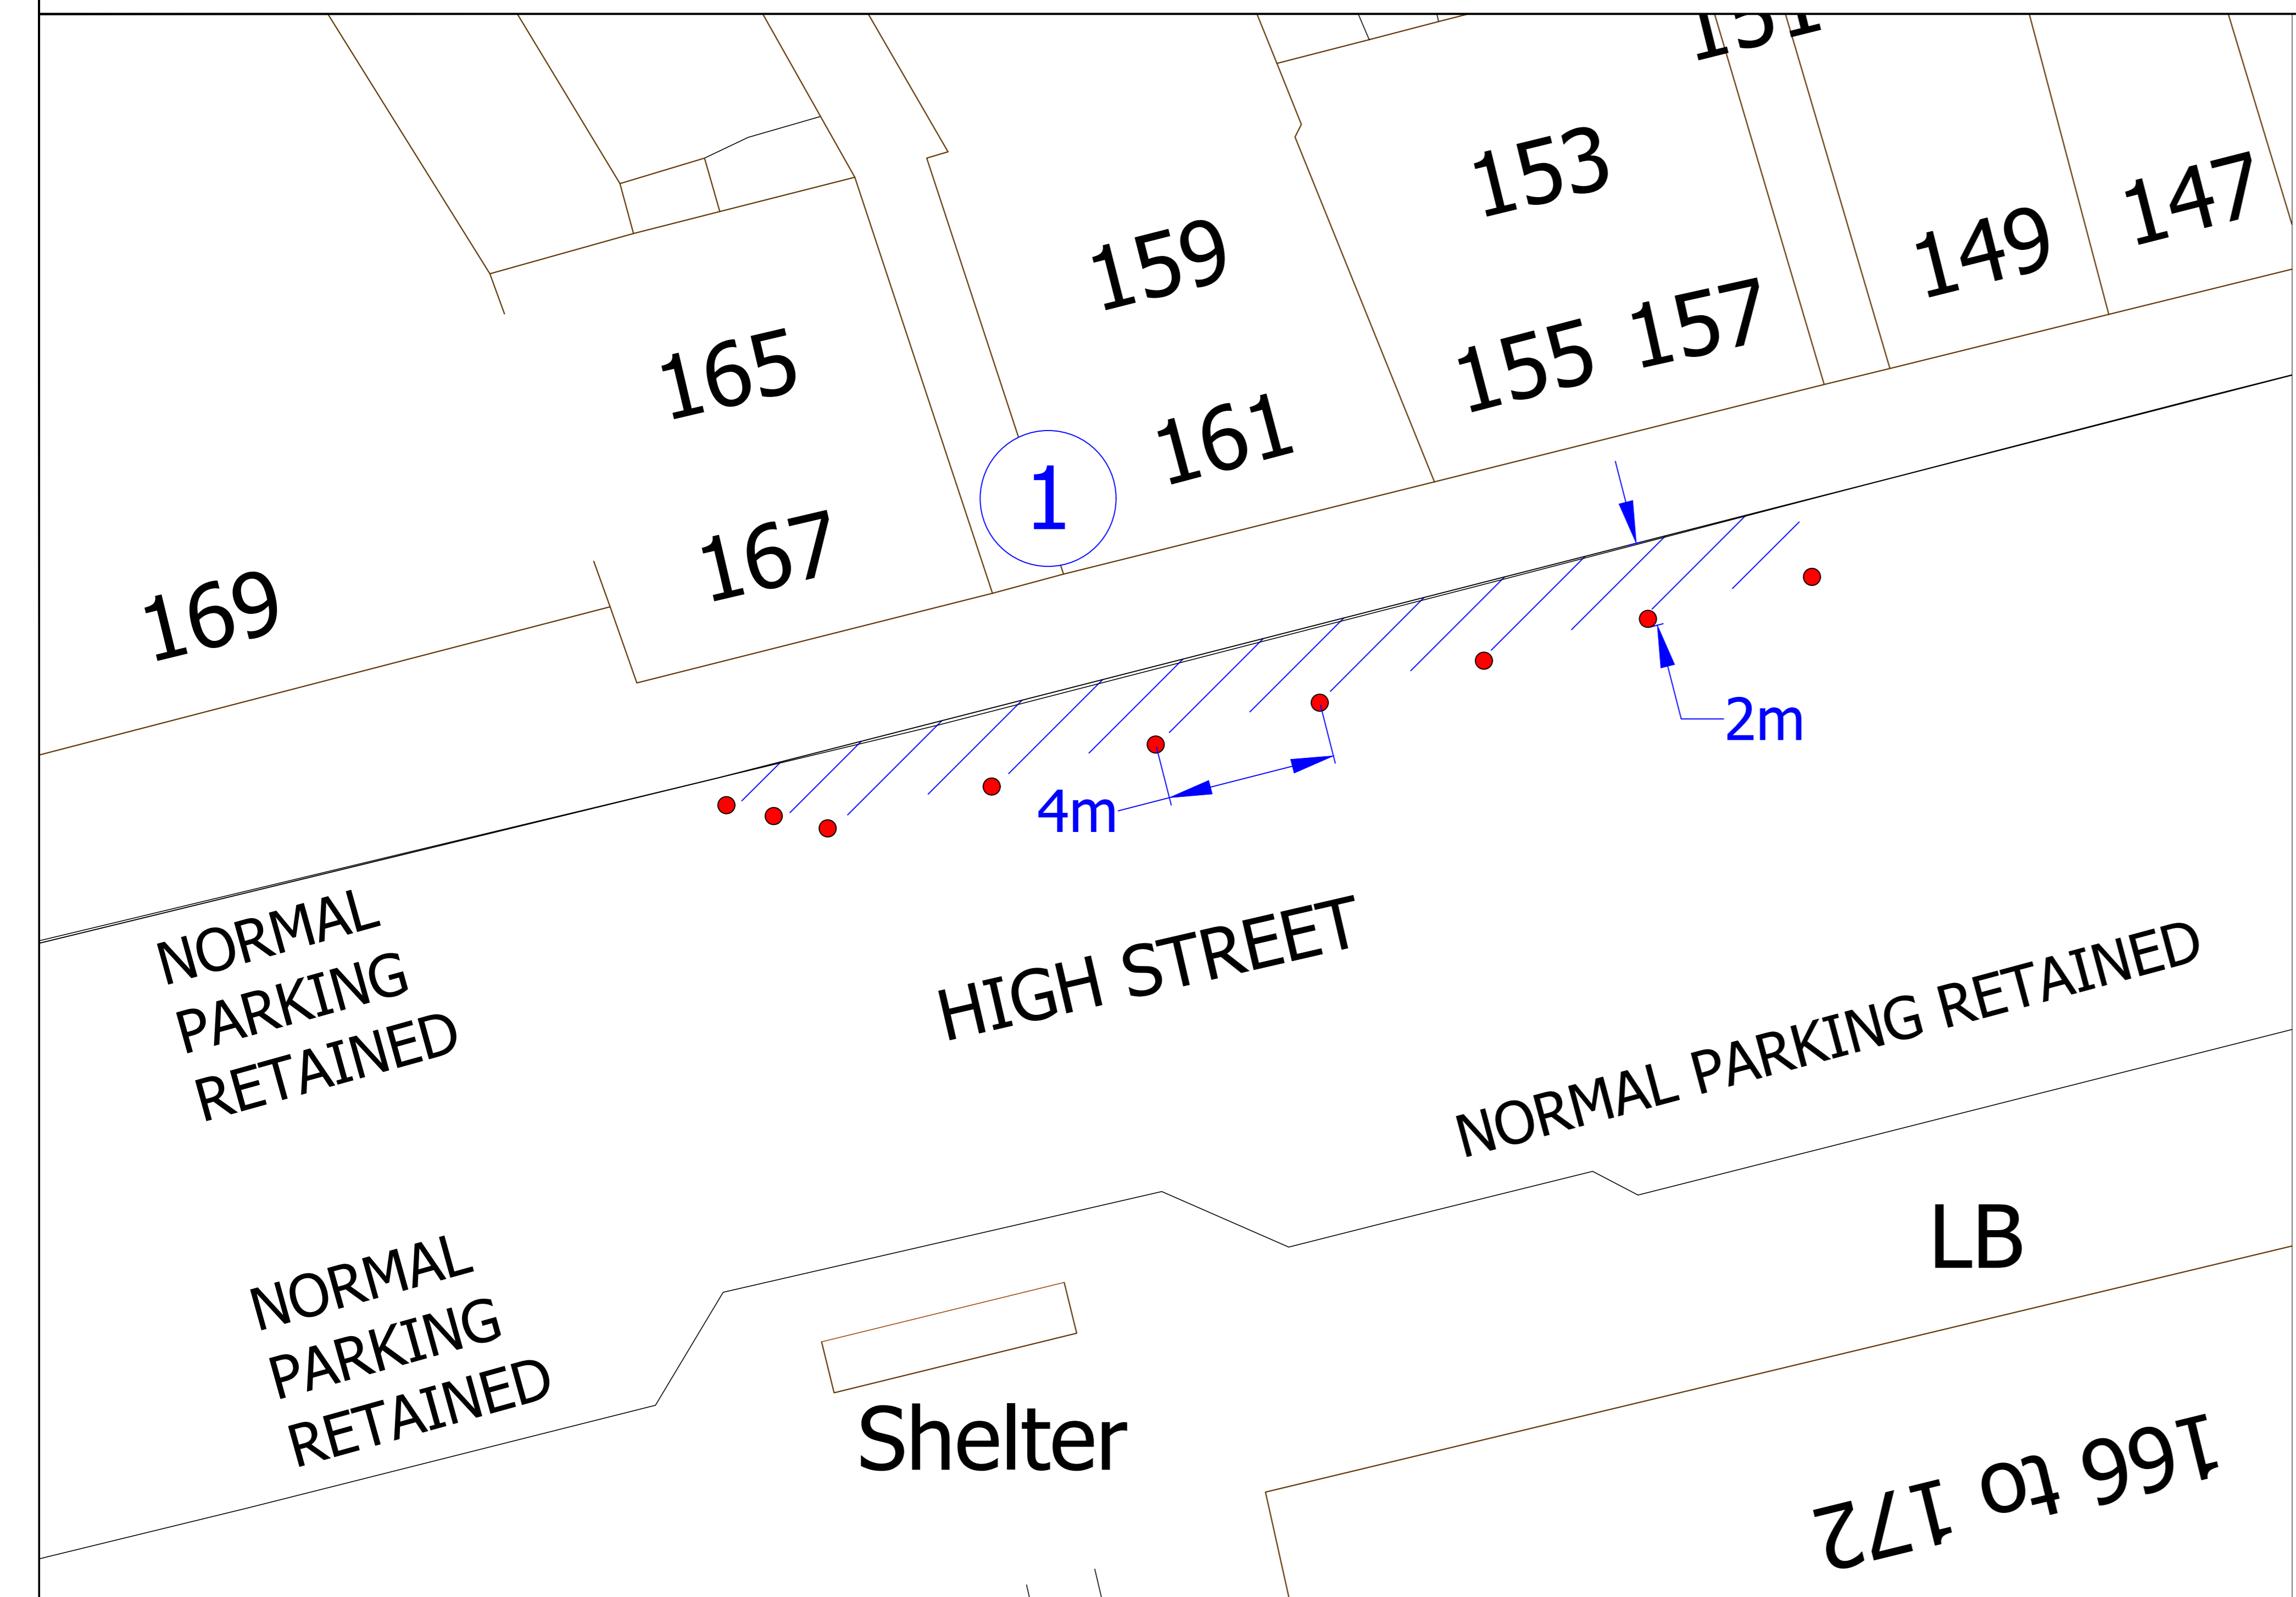 151
153
147
159
149
155 157
165
161
1
167
169
2m
4m
NORMAL
PARKING
RETAINED
HIGH STREET
NORMAL PARKING RETAINED
LB
NORMAL
PARKING
RETAINED
Shelter
166 to 172